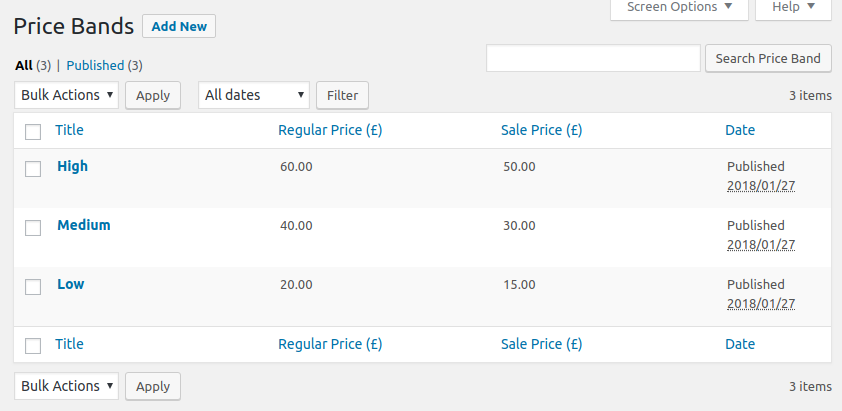 Screen Options Help
Price Bands Add New
All (3) | Published (3)
Search Price Band
Bulk Actions Apply All dates Filter 3 items
Title Regular Price (£) Sale Price (£) Date
High 60.00 50.00 Published
2018/01/27
Medium 40.00 30.00 Published
2018/01/27
Low 20.00 15.00 Published
2018/01/27
Title Regular Price (£) Sale Price (£) Date
Bulk Actions Apply 3 items